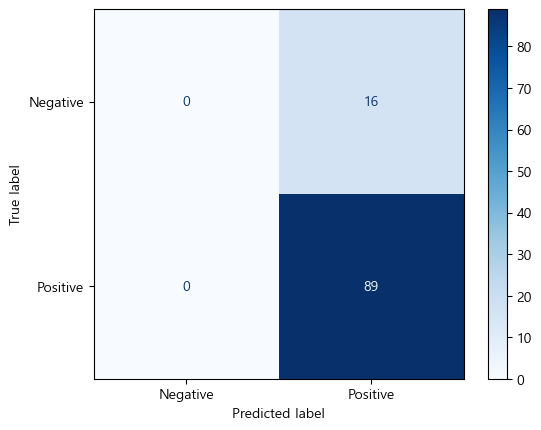 Negative
0
16
Positive
0
89
True label
Negative
Positive
Predicted label
80
70
60
50
40
30
20
10
0